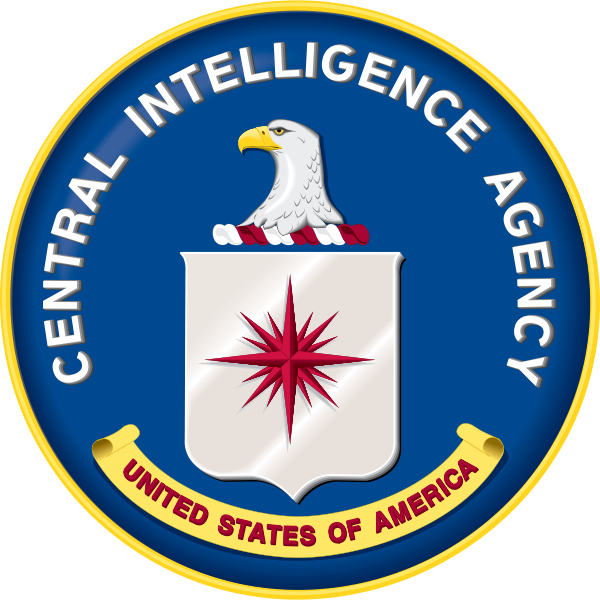 CENTRAL INTELLIGENCE AGENCY
UNITED STATES OF AMERICA